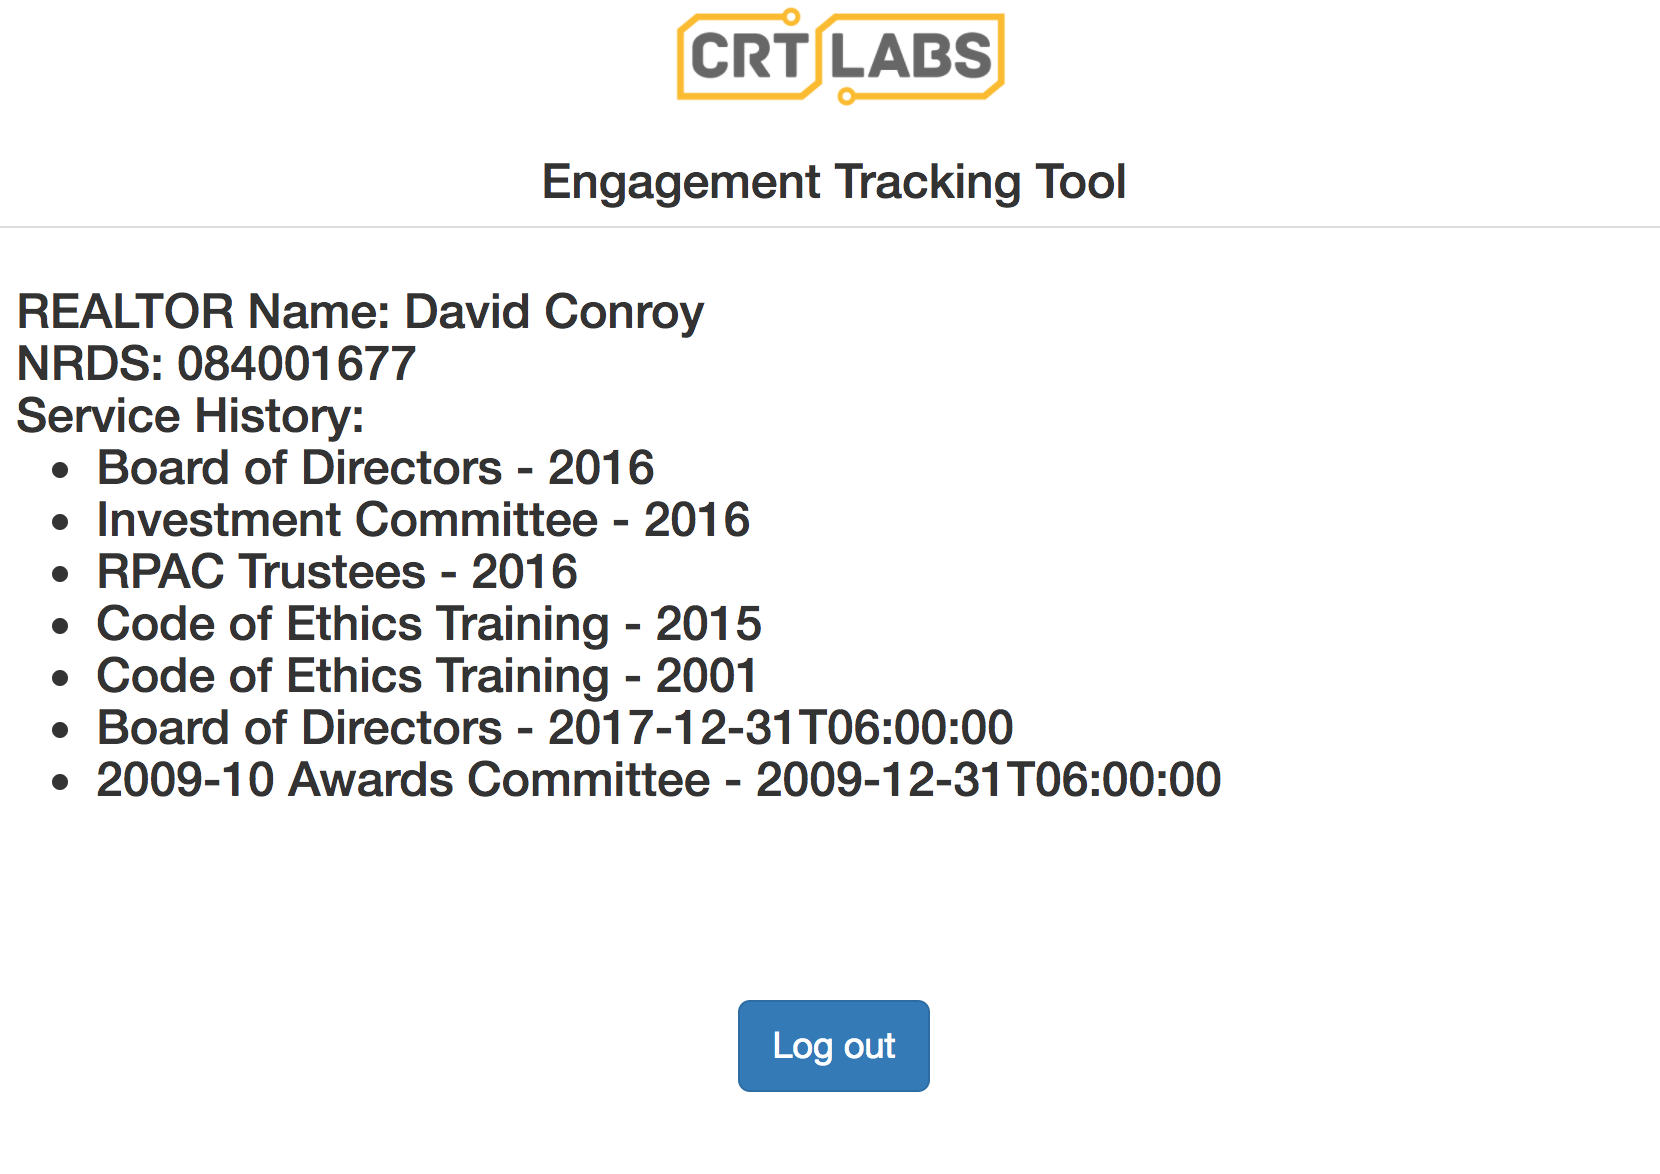 CRT LABS
Engagement Tracking Tool
REALTOR Name: David Conroy
NRDS: 084001677
Service History:
• Board of Directors - 2016
• Investment Committee - 2016
• RPAC Trustees - 2016
• Code of Ethics Training - 2015
• Code of Ethics Training - 2001
• Board of Directors - 2017-12-31T06:00:00
• 2009-10 Awards Committee - 2009-12-31T06:00:00
Log out